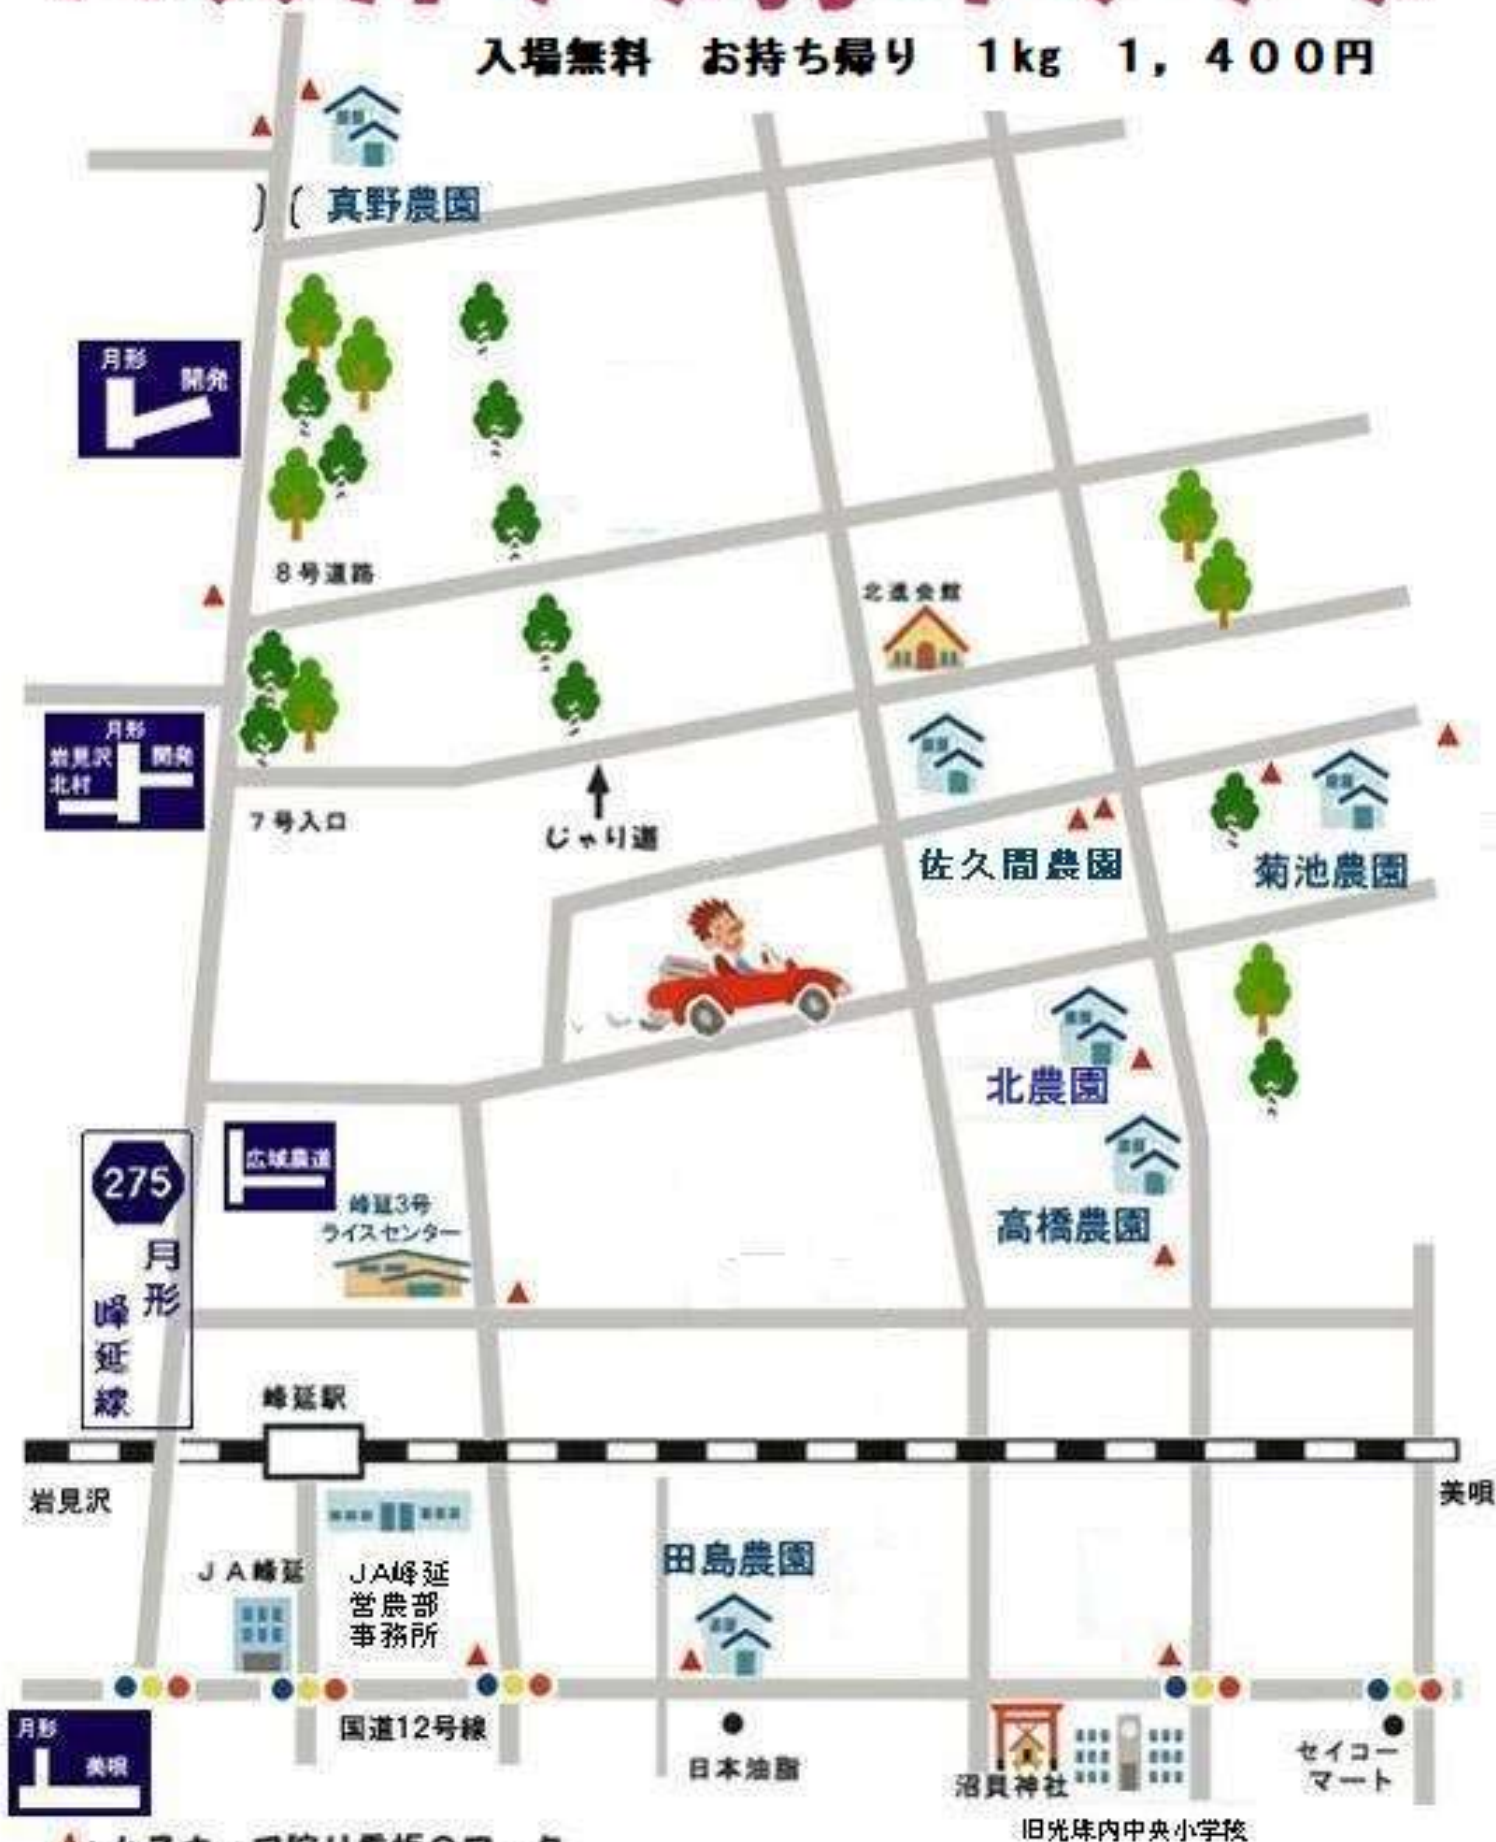 入場無料　お持ち帰り　1kg　1，400円
真野農園
月形
開発
8号道路
北進会館
月形
岩見沢
開発
北村
7号入口
じゃり道
佐久間農園
菊池農園
北農園
高橋農園
275
月形
峰延線
広域農道
峰延3号
ライスセンター
峰延駅
岩見沢
美唄
JA峰延
JA峰延
営農部
事務所
田島農園
月形
美唄
国道12号線
日本油脂
沼貝神社
セイコー
マート
旧光珠内中央小学校